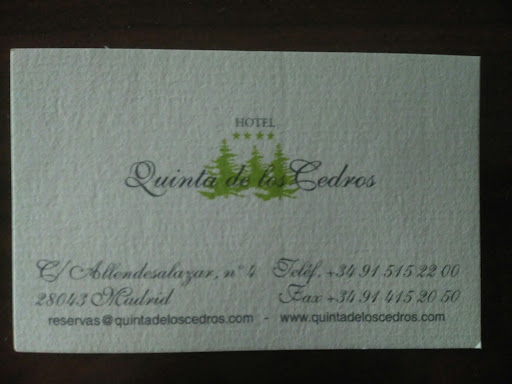 HOTEL
★★★★
Quinta de los Cedros
C/ Allendesalazar, nº 4 Teléf. +34 91 515 22 00
28043 Madrid Fax +34 91 415 20 50
reservas@quintadeloscedros.com - www.quintadeloscedros.com